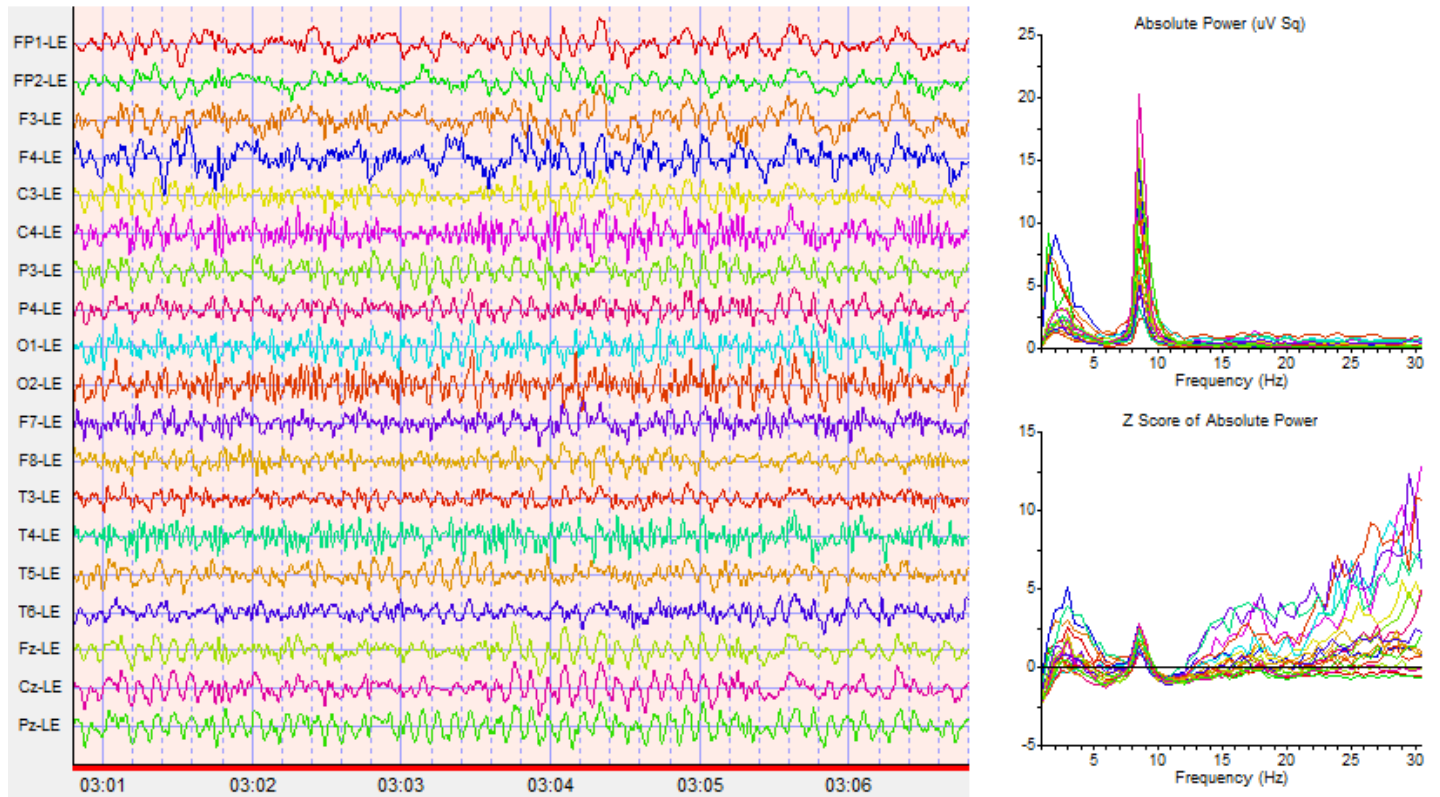 FP1-LE
FP2-LE
F3-LE
F4-LE
C3-LE
C4-LE
P3-LE
P4-LE
O1-LE
O2-LE
F7-LE
F8-LE
T3-LE
T4-LE
T5-LE
T6-LE
Fz-LE
Cz-LE
Pz-LE
03:01 03:02 03:03 03:04 03:05 03:06
Absolute Power (uV Sq)
25
20
15
10
5
0
5 10 15 20 25 30
Frequency (Hz)
Z Score of Absolute Power
15
10
5
0
-5
5 10 15 20 25 30
Frequency (Hz)